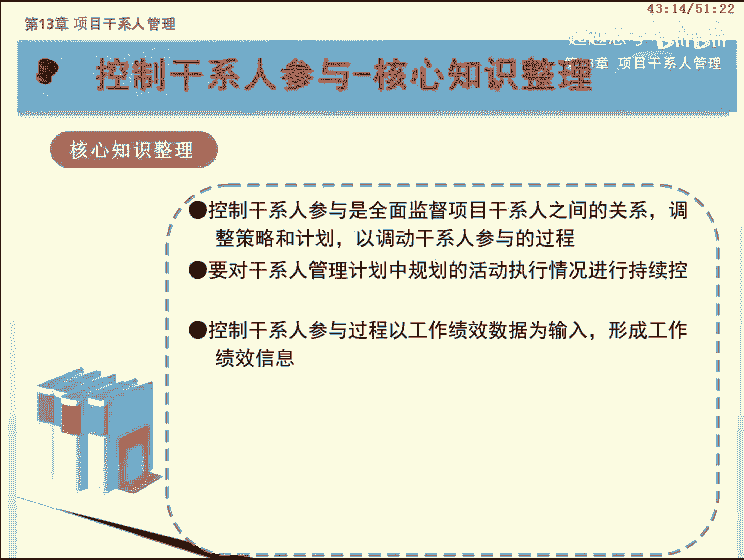 43:14/51:22
第13章 项目干系人管理
控制干系人参与-核心知识整理
章 项目干系人管理
核心知识整理
●控制干系人参与是全面监督项目干系人之间的关系，调
整策略和计划，以调动干系人参与的过程
●要对干系人管理计划中规划的活动执行情况进行持续控
●控制干系人参与过程以工作绩效数据为输入，形成工作
绩效信息